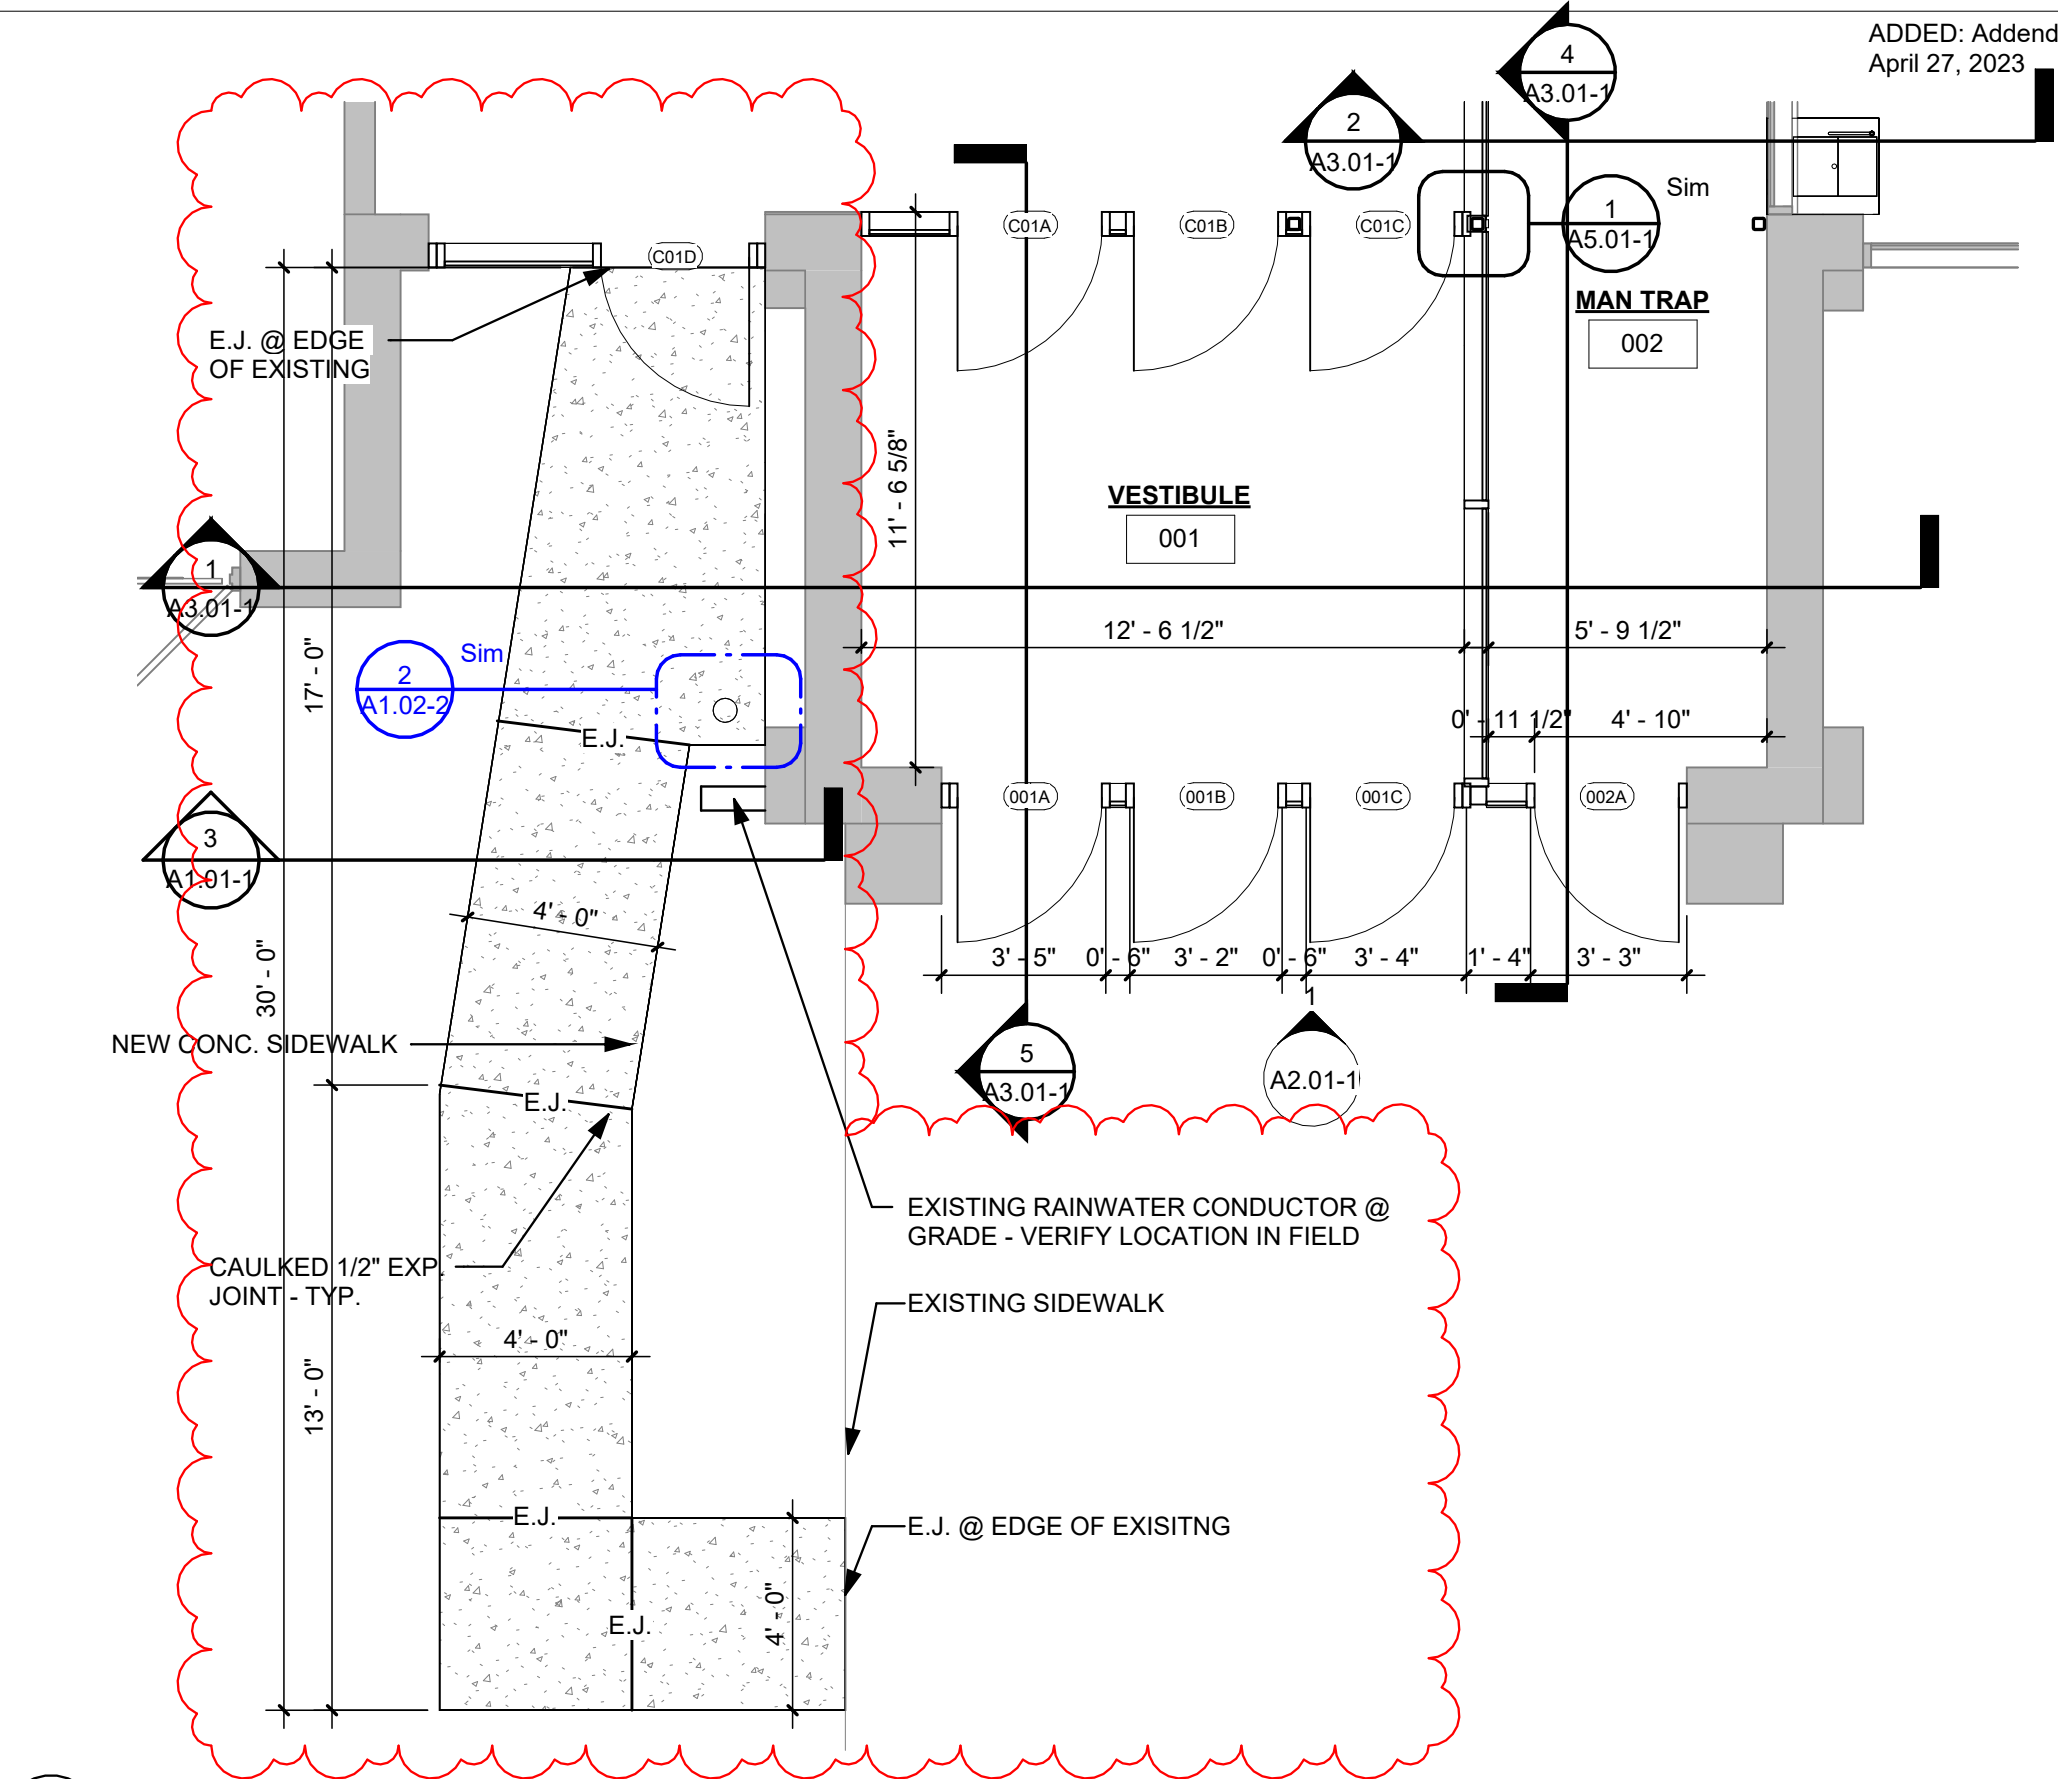 ADDED: Addend
April 27, 2023
4
A3.01-1
2
A3.01-1
Sim
1
A5.01-1
C01A
C01B
C01C
C01D
MAN TRAP
002
E.J. @ EDGE
OF EXISTING
11' - 6 5/8"
VESTIBULE
001
1
A3.01-1
12' - 6 1/2"
5' - 9 1/2"
17' - 0"
Sim
2
A1.02-2
0' - 11 1/2"
4' - 10"
E.J.
001A
001B
001C
002A
3
A1.01-1
4' - 0"
30' - 0"
3' - 5"
0' - 6"
3' - 2"
0' - 6"
3' - 4"
1' - 4"
3' - 3"
1
A2.01-1
NEW CONC. SIDEWALK
5
A3.01-1
E.J.
EXISTING RAINWATER CONDUCTOR @
GRADE - VERIFY LOCATION IN FIELD
CAULKED 1/2" EXP.
JOINT - TYP.
EXISTING SIDEWALK
4' - 0"
13' - 0"
E.J.
E.J. @ EDGE OF EXISITNG
4' - 0"
E.J.